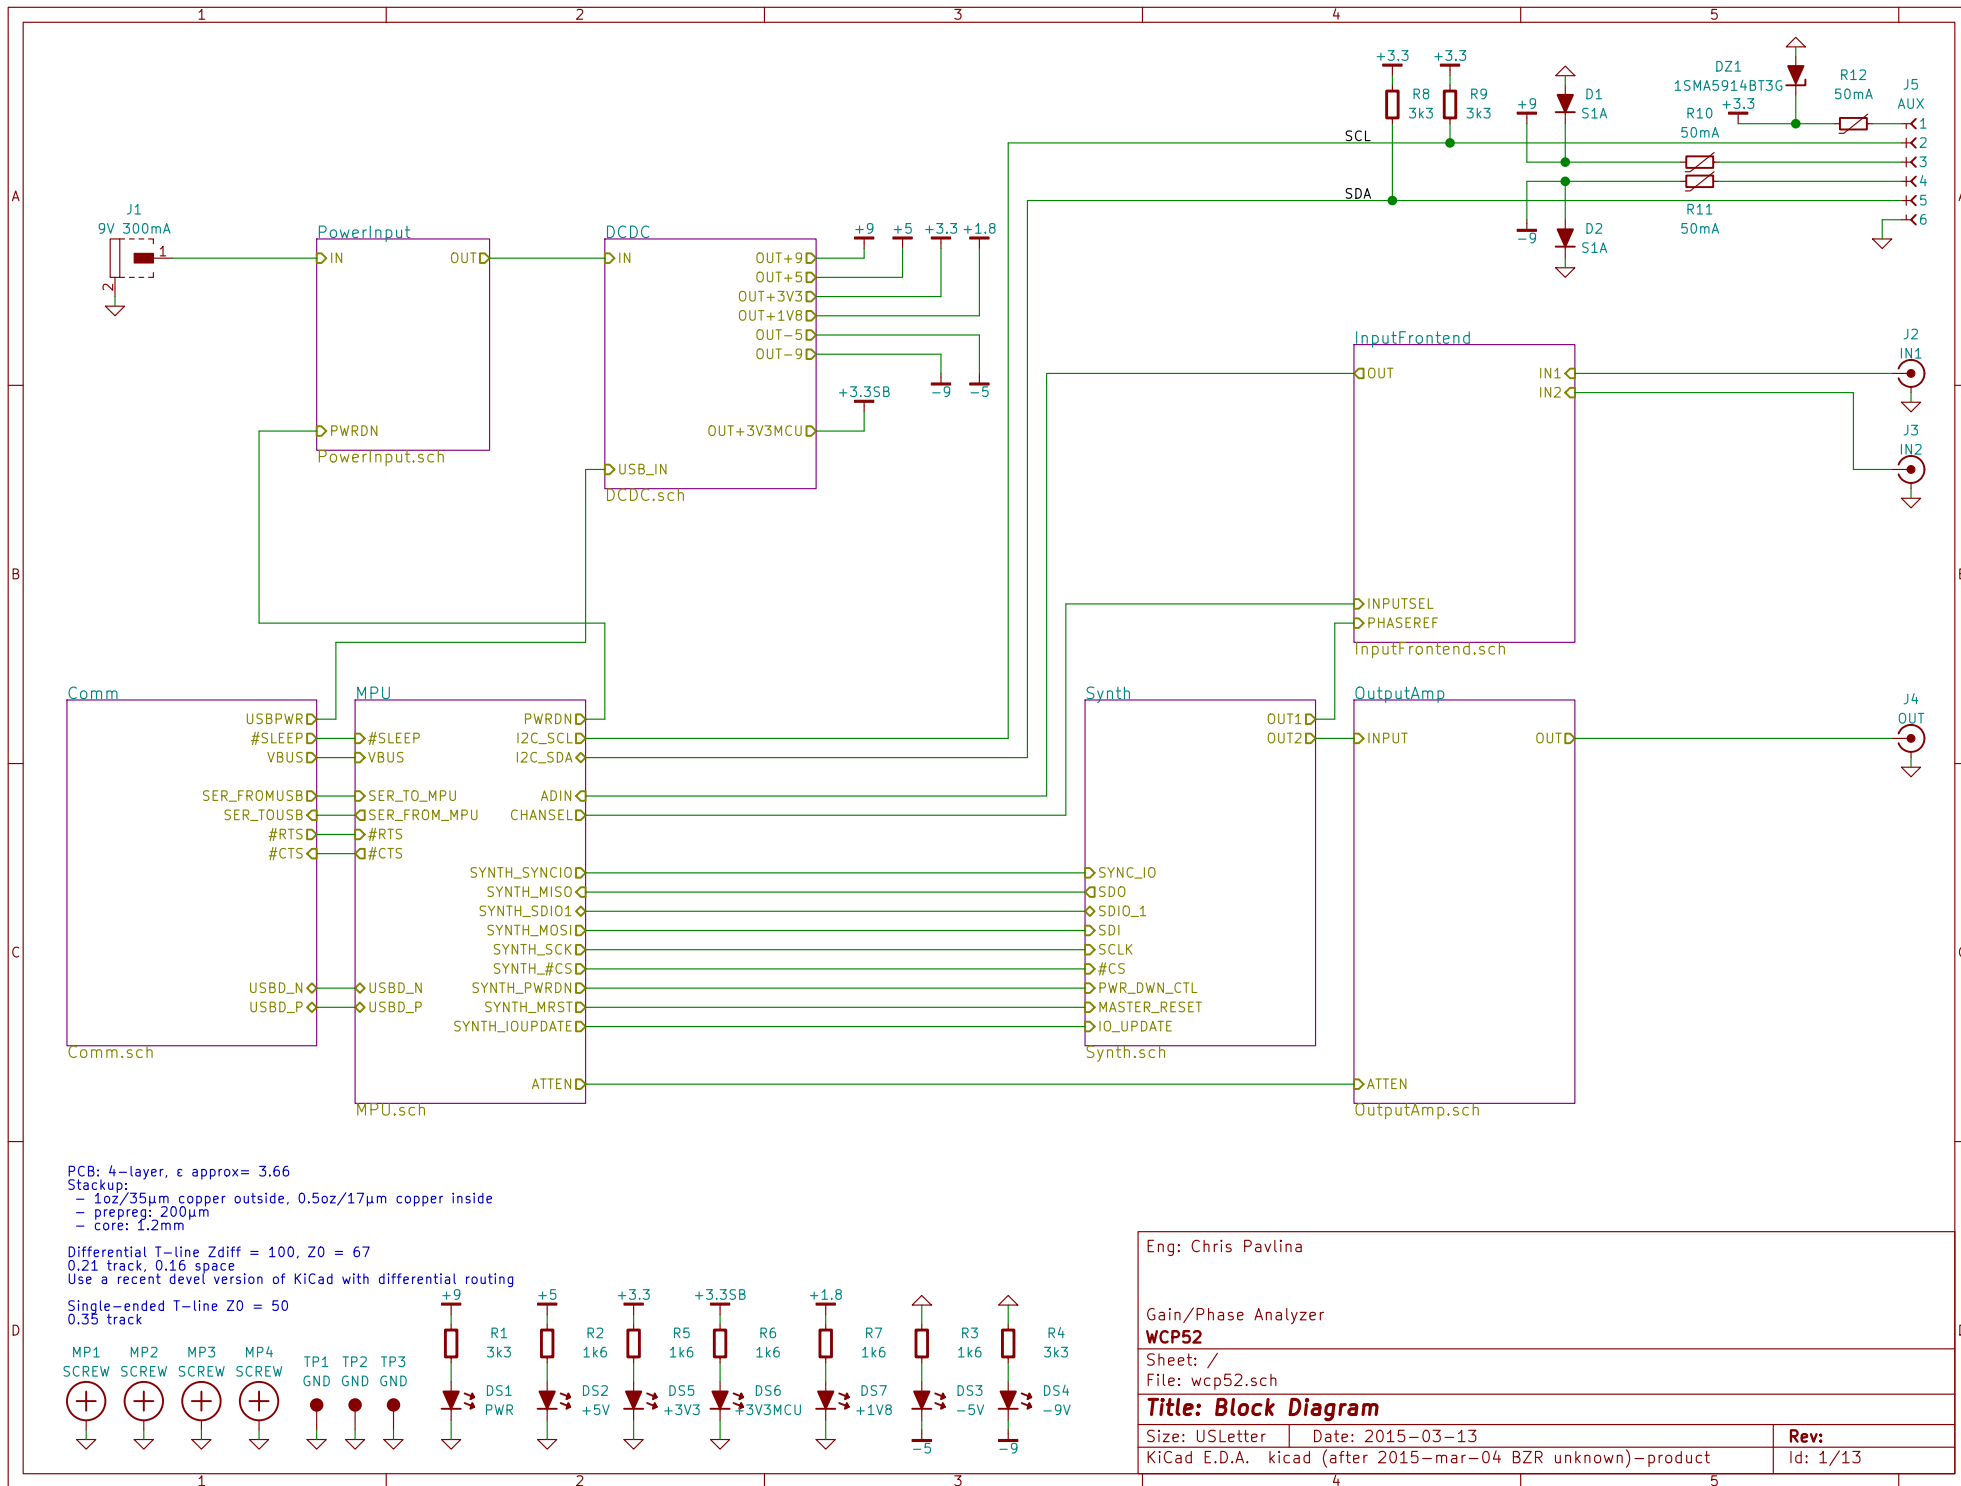 1 2 3 4 5
A
B
C
D
J1
9V 300mA
1
2
PowerInput
IN
OUT
PWRDN
PowerInput.sch
DCDC
IN
OUT+9
OUT+5
OUT+3V3
OUT+1V8
OUT-5
OUT-9
OUT+3V3MCU
USB_IN
DCDC.sch
+9 +5 +3.3 +1.8
-9 -5
+3.3SB
+3.3 +3.3
R8
3k3
R9
3k3
SCL
SDA
+9
-9
D1
S1A
D2
S1A
DZ1
1SMA5914BT3G
+3.3
R10
50mA
R11
50mA
R12
50mA
J5
AUX
1
2
3
4
5
6
InputFrontend
OUT
IN1
IN2
INPUTSEL
PHASEREF
InputFrontend.sch
J2
IN1
J3
IN2
Comm
USBPWR
#SLEEP
VBUS
SER_FROMUSB
SER_TOUSB
#RTS
#CTS
USBD_N
USBD_P
Comm.sch
MPU
#SLEEP
VBUS
SER_TO_MPU
SER_FROM_MPU
#RTS
#CTS
USBD_N
USBD_P
PWRDN
I2C_SCL
I2C_SDA
ADIN
CHANSEL
SYNTH_SYNCIO
SYNTH_MISO
SYNTH_SDIO1
SYNTH_MOSI
SYNTH_SCK
SYNTH_#CS
SYNTH_PWRDN
SYNTH_MRST
SYNTH_IOUPDATE
ATTEN
MPU.sch
Synth
OUT1
OUT2
SYNC_IO
SDO
SDIO_1
SDI
SCLK
#CS
PWR_DWN_CTL
MASTER_RESET
IO_UPDATE
Synth.sch
OutputAmp
INPUT
OUT
ATTEN
OutputAmp.sch
J4
OUT
PCB: 4-layer, ε approx= 3.66
Stackup:
- 1oz/35µm copper outside, 0.5oz/17µm copper inside
- prepreg: 200µm
- core: 1.2mm
Differential T-line Zdiff = 100, Z0 = 67
0.21 track, 0.16 space
Use a recent devel version of KiCad with differential routing
Single-ended T-line Z0 = 50
0.35 track
MP1
SCREW
MP2
SCREW
MP3
SCREW
MP4
SCREW
TP1
GND
TP2
GND
TP3
GND
+9
R1
3k3
DS1
PWR
+5
R2
1k6
DS2
+5V
+3.3
R5
1k6
DS5
+3V3
+3.3SB
R6
1k6
DS6
+3V3MCU
+1.8
R7
1k6
DS7
+1V8
R3
1k6
DS3
-5V
-5
R4
3k3
DS4
-9V
-9
Eng: Chris Pavlina
Gain/Phase Analyzer
WCP52
Sheet: /
File: wcp52.sch
Title: Block Diagram
Size: USLetter Date: 2015-03-13 Rev:
KiCad E.D.A. kicad (after 2015-mar-04 BZR unknown)-product Id: 1/13
1 2 3 4 5